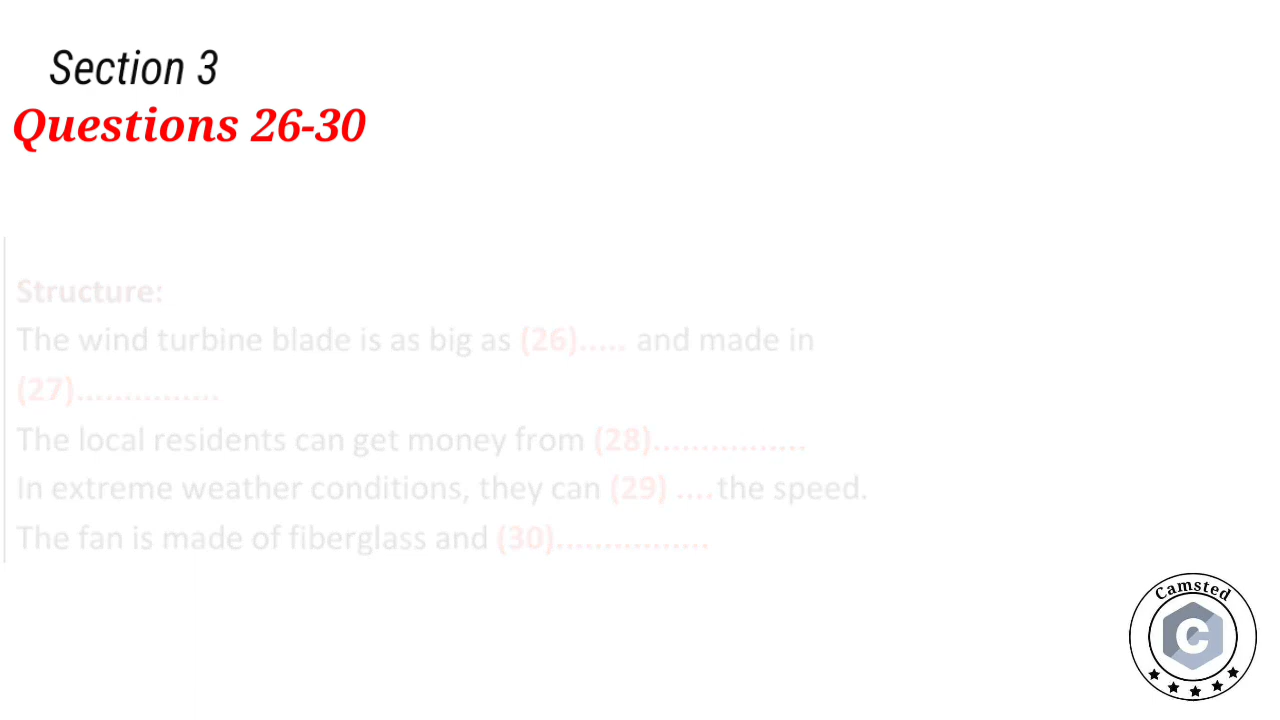 Section 3
Questions 26-30
Structure:
The wind turbine blade is as big as (26)..... and made in
(27)...............
The local residents can get money from (28)................
In extreme weather conditions, they can (29) ....the speed.
The fan is made of fiberglass and (30)................
Camsted
C